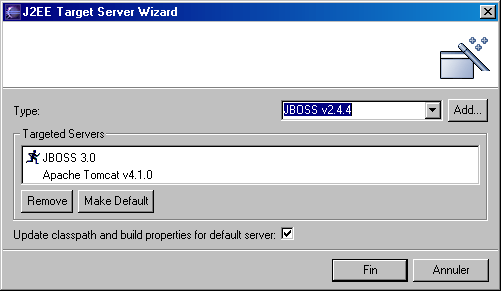 J2EE Target Server Wizard
Type:
JBOSS v2.4.4
Add...
Targeted Servers
JBOSS 3.0
Apache Tomcat v4.1.0
Remove
Make Default
Update classpath and build properties for default server:
Fin
Annuler